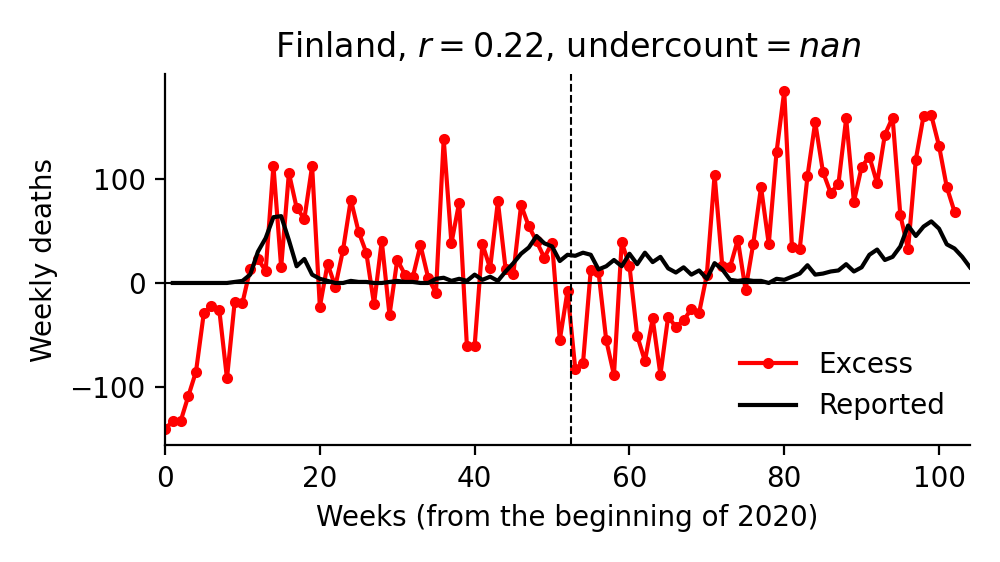 Finland, r = 0.22, undercount = nan
Weekly deaths
100
0
−100
Excess
Reported
0 20 40 60 80 100
Weeks (from the beginning of 2020)